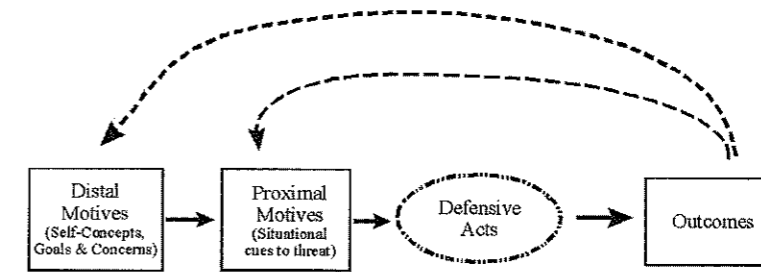 Distal
Motives
(Self-Concepts,
Goals & Concerns)
Proximal
Motives
(Situational
cues to threat)
Defensive
Acts
Outcomes